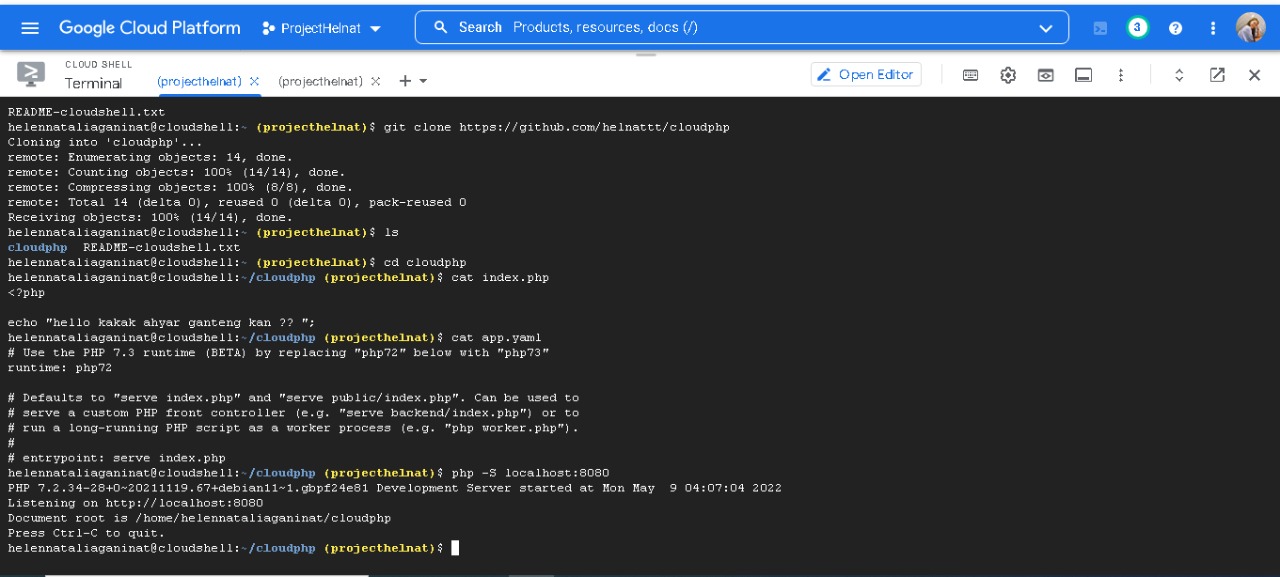 Google Cloud Platform ProjectHelnat Search Products, resources, docs (/) 3
CLOUD SHELL
Terminal (projecthelnat) (projecthelnat) Open Editor
README-cloudshell.txt
helennataliaganinat@cloudshell:~ (projecthelnat)$ git clone https://github.com/helnattt/cloudphp
Cloning into 'cloudphp'...
remote: Enumerating objects: 14, done.
remote: Counting objects: 100% (14/14), done.
remote: Compressing objects: 100% (8/8), done.
remote: Total 14 (delta 0), reused 0 (delta 0), pack-reused 0
Receiving objects: 100% (14/14), done.
helennataliaganinat@cloudshell:~ (projecthelnat)$ ls
cloudphp README-cloudshell.txt
helennataliaganinat@cloudshell:~ (projecthelnat)$ cd cloudphp
helennataliaganinat@cloudshell:~/cloudphp (projecthelnat)$ cat index.php
<?php
echo "hello kakak ahyar ganteng kan ?? ";
helennataliaganinat@cloudshell:~/cloudphp (projecthelnat)$ cat app.yaml
# Use the PHP 7.3 runtime (BETA) by replacing "php72" below with "php73"
runtime: php72
# Defaults to "serve index.php" and "serve public/index.php". Can be used to
# serve a custom PHP front controller (e.g. "serve backend/index.php") or to
# run a long-running PHP script as a worker process (e.g. "php worker.php").
#
# entrypoint: serve index.php
helennataliaganinat@cloudshell:~/cloudphp (projecthelnat)$ php -S localhost:8080
PHP 7.2.34-28+0~20211119.67+debian11~1.gbpf24e81 Development Server started at Mon May  9 04:07:04 2022
Listening on http://localhost:8080
Document root is /home/helennataliaganinat/cloudphp
Press Ctrl-C to quit.
helennataliaganinat@cloudshell:~/cloudphp (projecthelnat)$